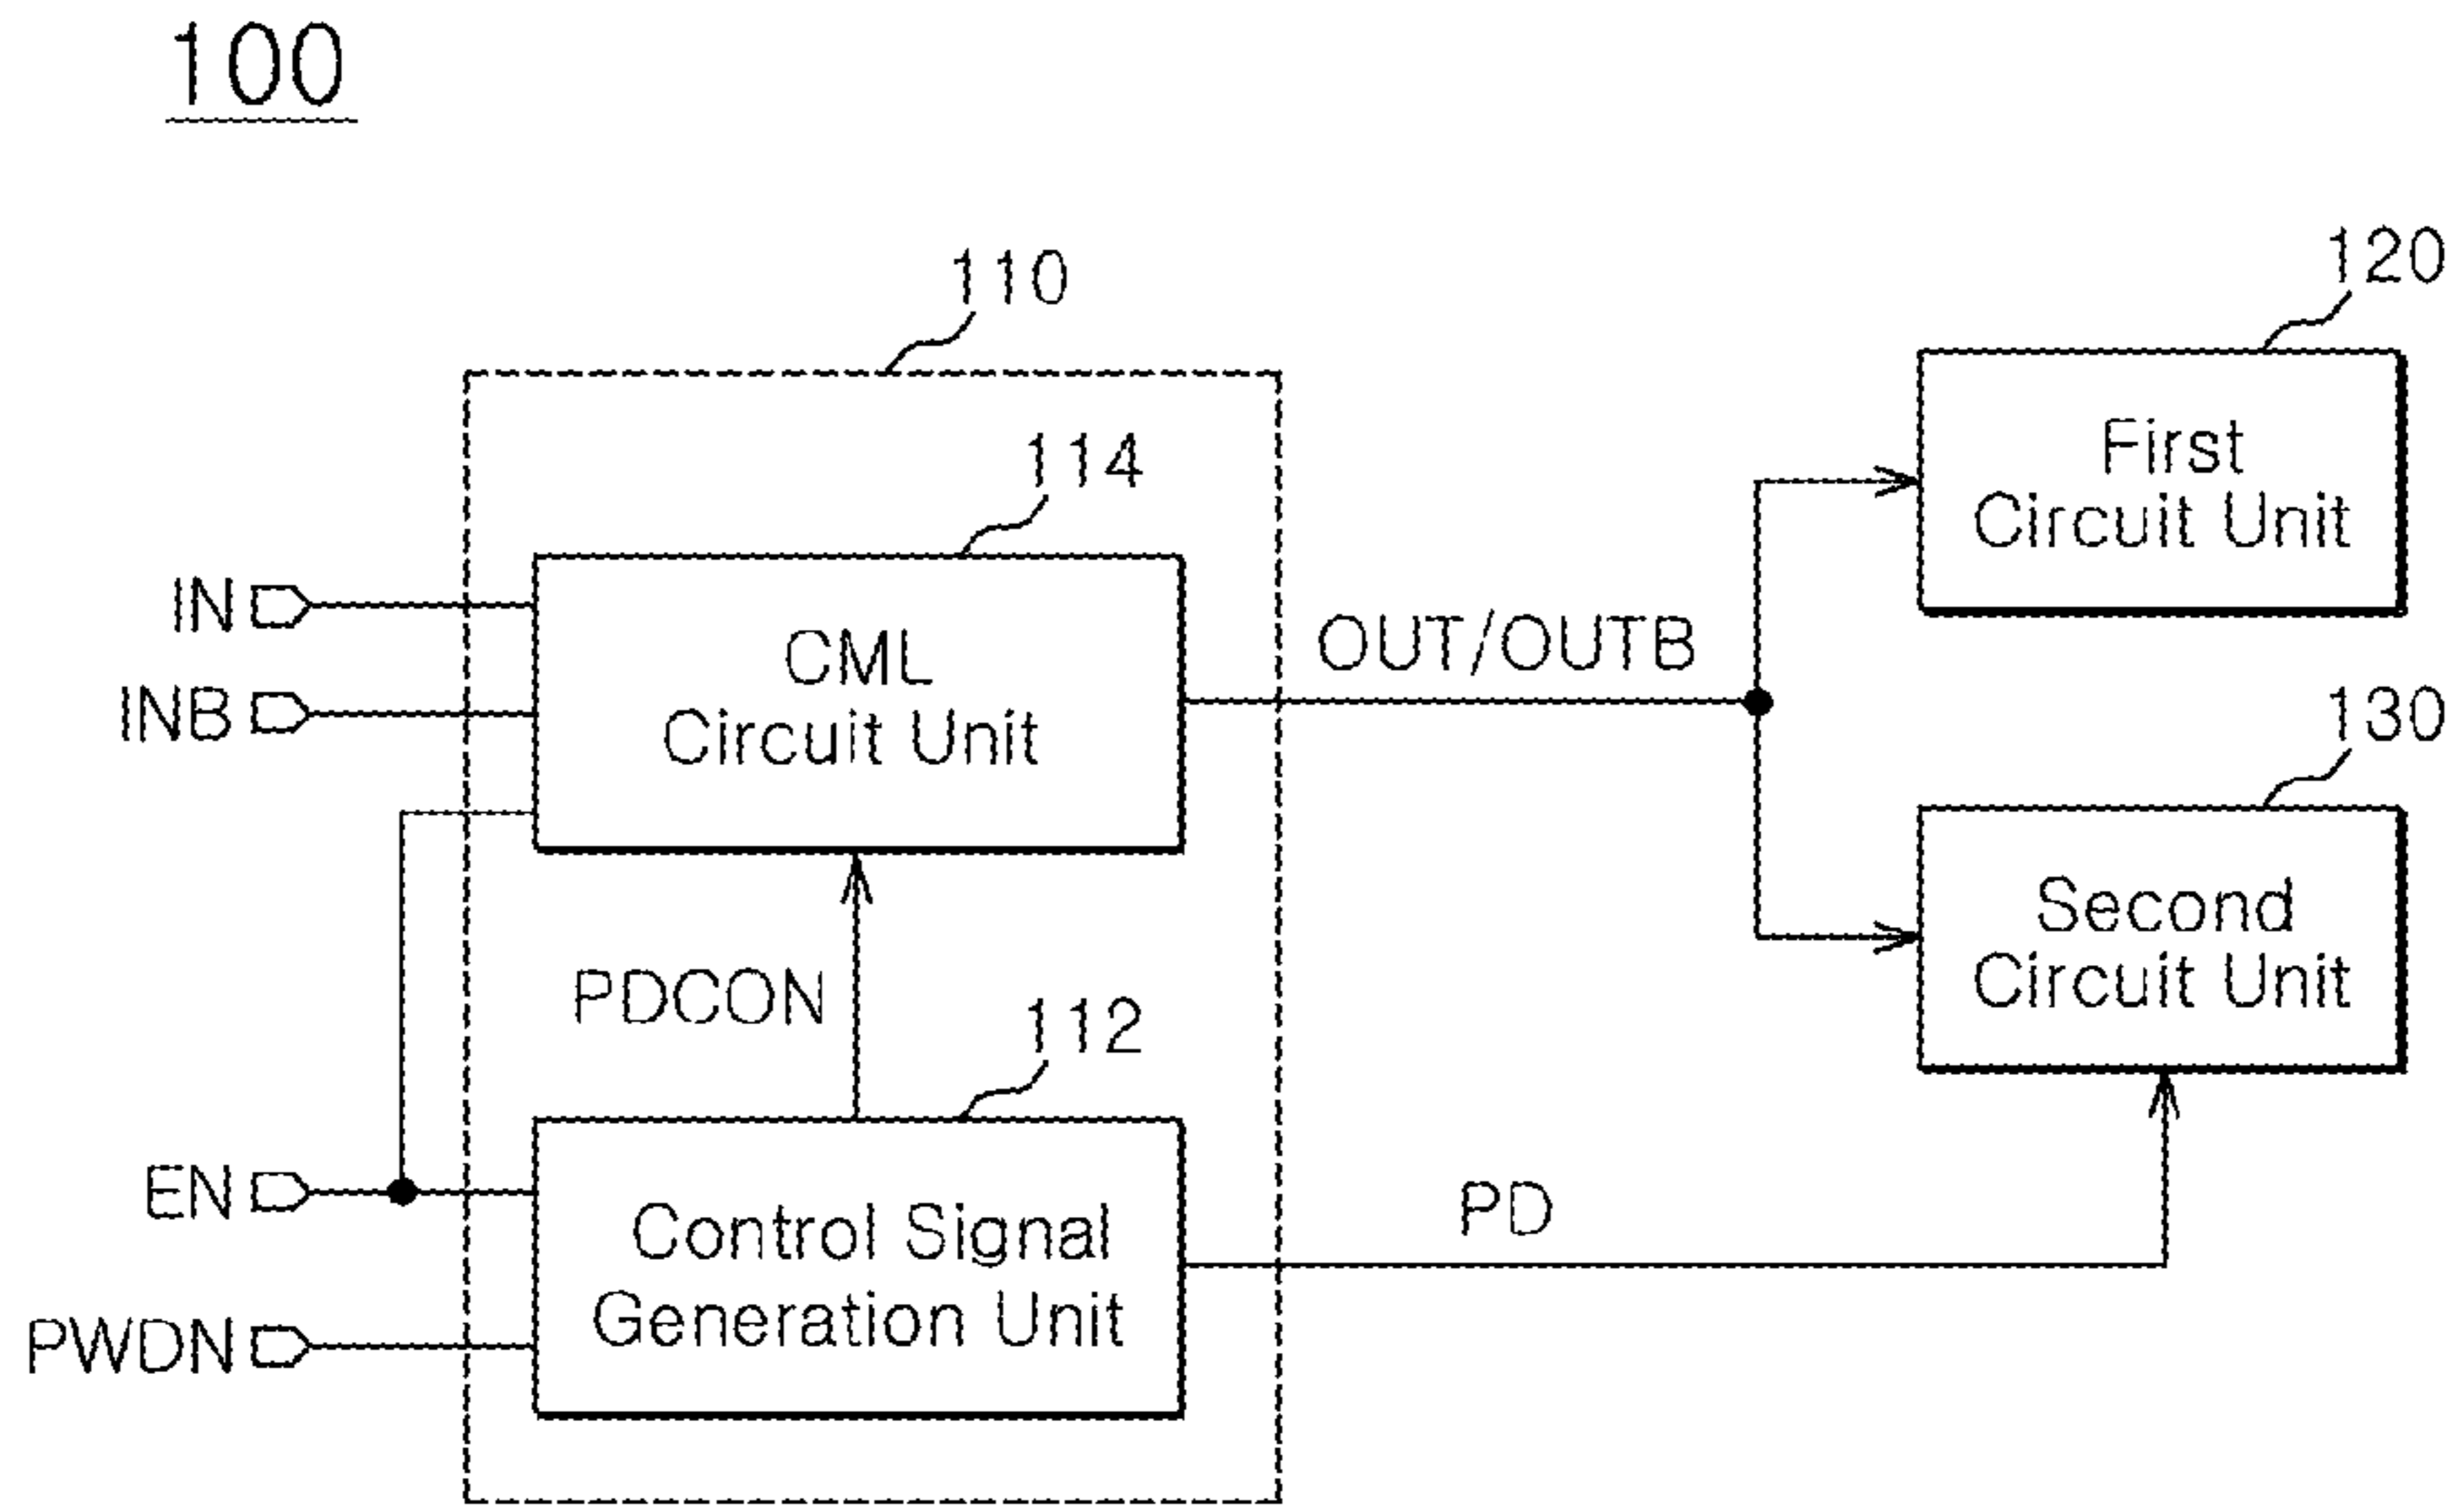 100
110
120
114
First
Circuit Unit
IN
CML
OUT/OUTB
INB
Circuit Unit
130
Second
Circuit Unit
PDCON
112
EN
Control Signal
PD
Generation Unit
PWDN